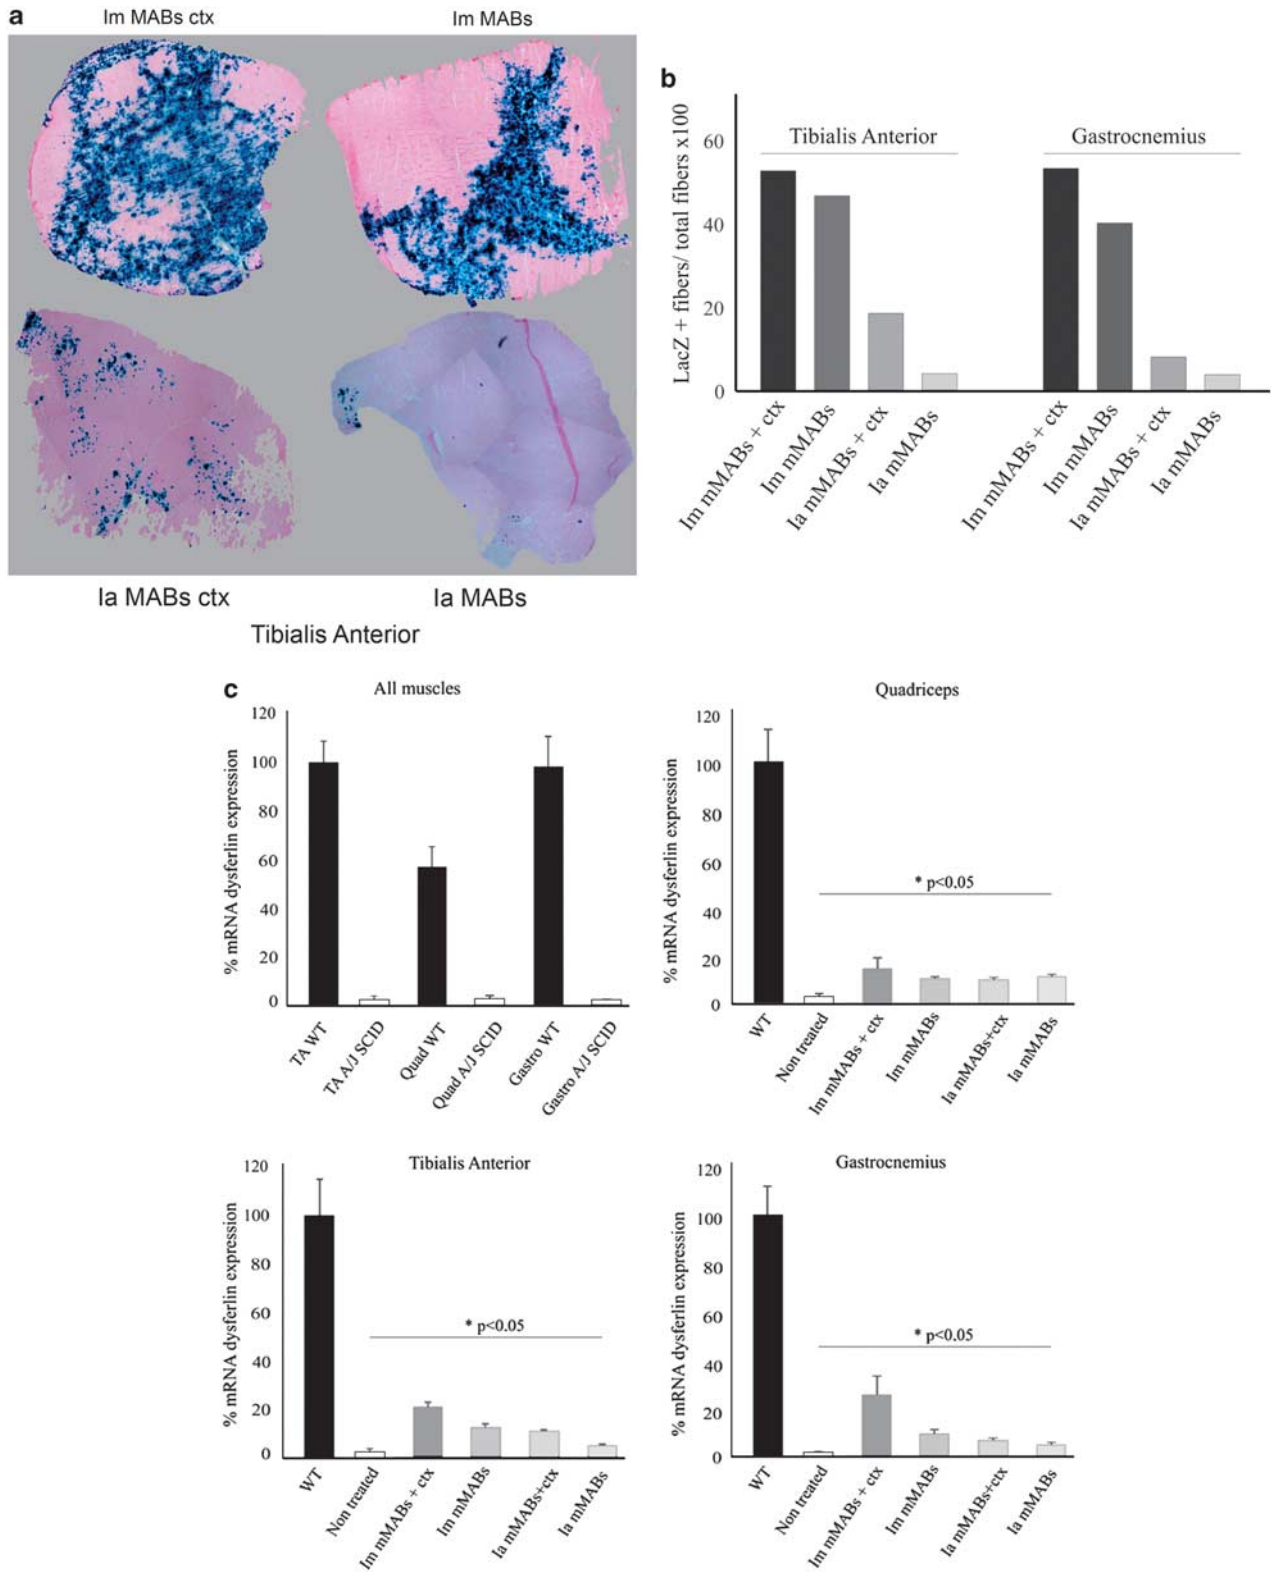 a
Im MABs ctx
Im MABs
Ia MABs ctx
Ia MABs
Tibialis Anterior
b
LacZ + fibers/ total fibers x100
60
40
20
0
Tibialis Anterior
Gastrocnemius
Im mMABs + ctx
Im mMABs
Ia mMABs + ctx
Ia mMABs
Im mMABs + ctx
Im mMABs
Ia mMABs + ctx
Ia mMABs
c
All muscles
% mRNA dysferlin expression
120
100
80
60
40
20
0
TA WT
TA A/J SCID
Quad WT
Quad A/J SCID
Gastro WT
Gastro A/J SCID
Quadriceps
% mRNA dysferlin expression
120
100
80
60
40
20
0
* p<0.05
WT
Non treated
Im mMABs + ctx
Im mMABs
Ia mMABs+ctx
Ia mMABs
Tibialis Anterior
% mRNA dysferlin expression
120
100
80
60
40
20
0
* p<0.05
WT
Non treated
Im mMABs + ctx
Im mMABs
Ia mMABs+ctx
Ia mMABs
Gastrocnemius
% mRNA dysferlin expression
120
100
80
60
40
20
0
* p<0.05
WT
Non treated
Im mMABs + ctx
Im mMABs
Ia mMABs+ctx
Ia mMABs